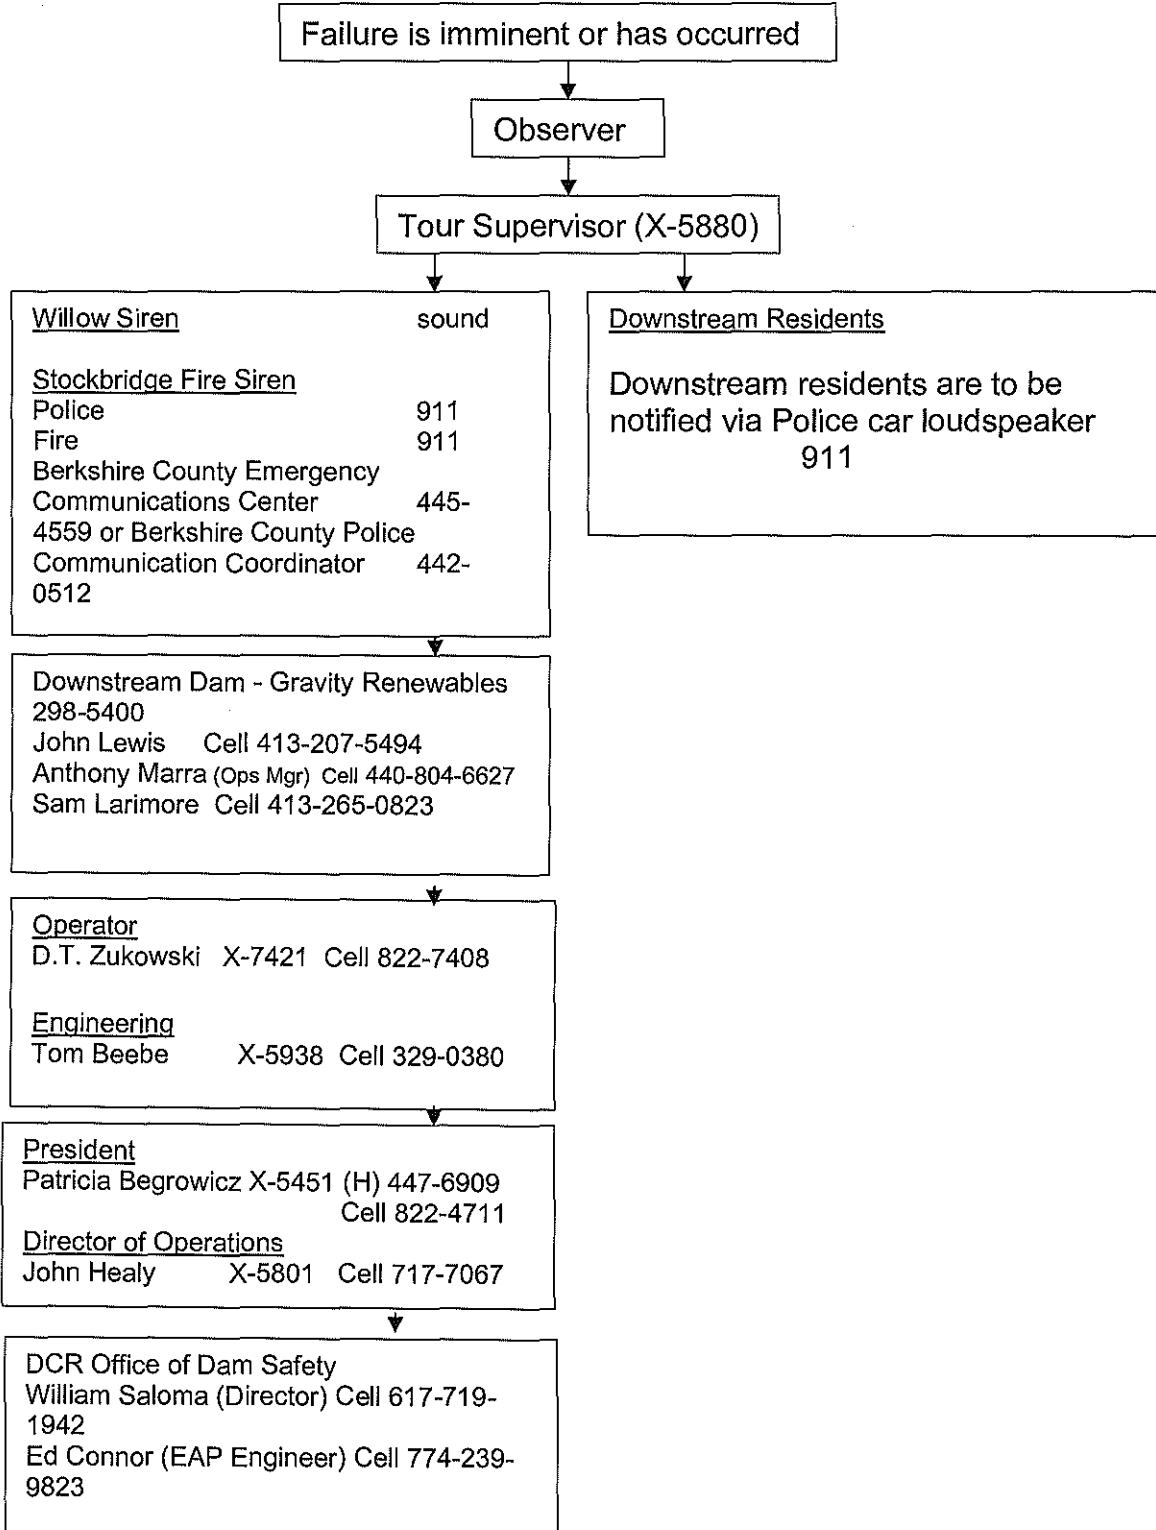 Failure is imminent or has occurred
Observer
Tour Supervisor (X-5880)
Willow Siren sound
Stockbridge Fire Siren
Police 911
Fire 911
Berkshire County Emergency
Communications Center 445-
4559 or Berkshire County Police
Communication Coordinator 442-
0512
Downstream Residents
Downstream residents are to be
notified via Police car loudspeaker
911
Downstream Dam - Gravity Renewables
298-5400
John Lewis Cell 413-207-5494
Anthony Marra (Ops Mgr) Cell 440-804-6627
Sam Larimore Cell 413-265-0823
Operator
D.T. Zukowski X-7421 Cell 822-7408
Engineering
Tom Beebe X-5938 Cell 329-0380
President
Patricia Begrowicz X-5451 (H) 447-6909
Cell 822-4711
Director of Operations
John Healy X-5801 Cell 717-7067
DCR Office of Dam Safety
William Saloma (Director) Cell 617-719-
1942
Ed Connor (EAP Engineer) Cell 774-239-
9823